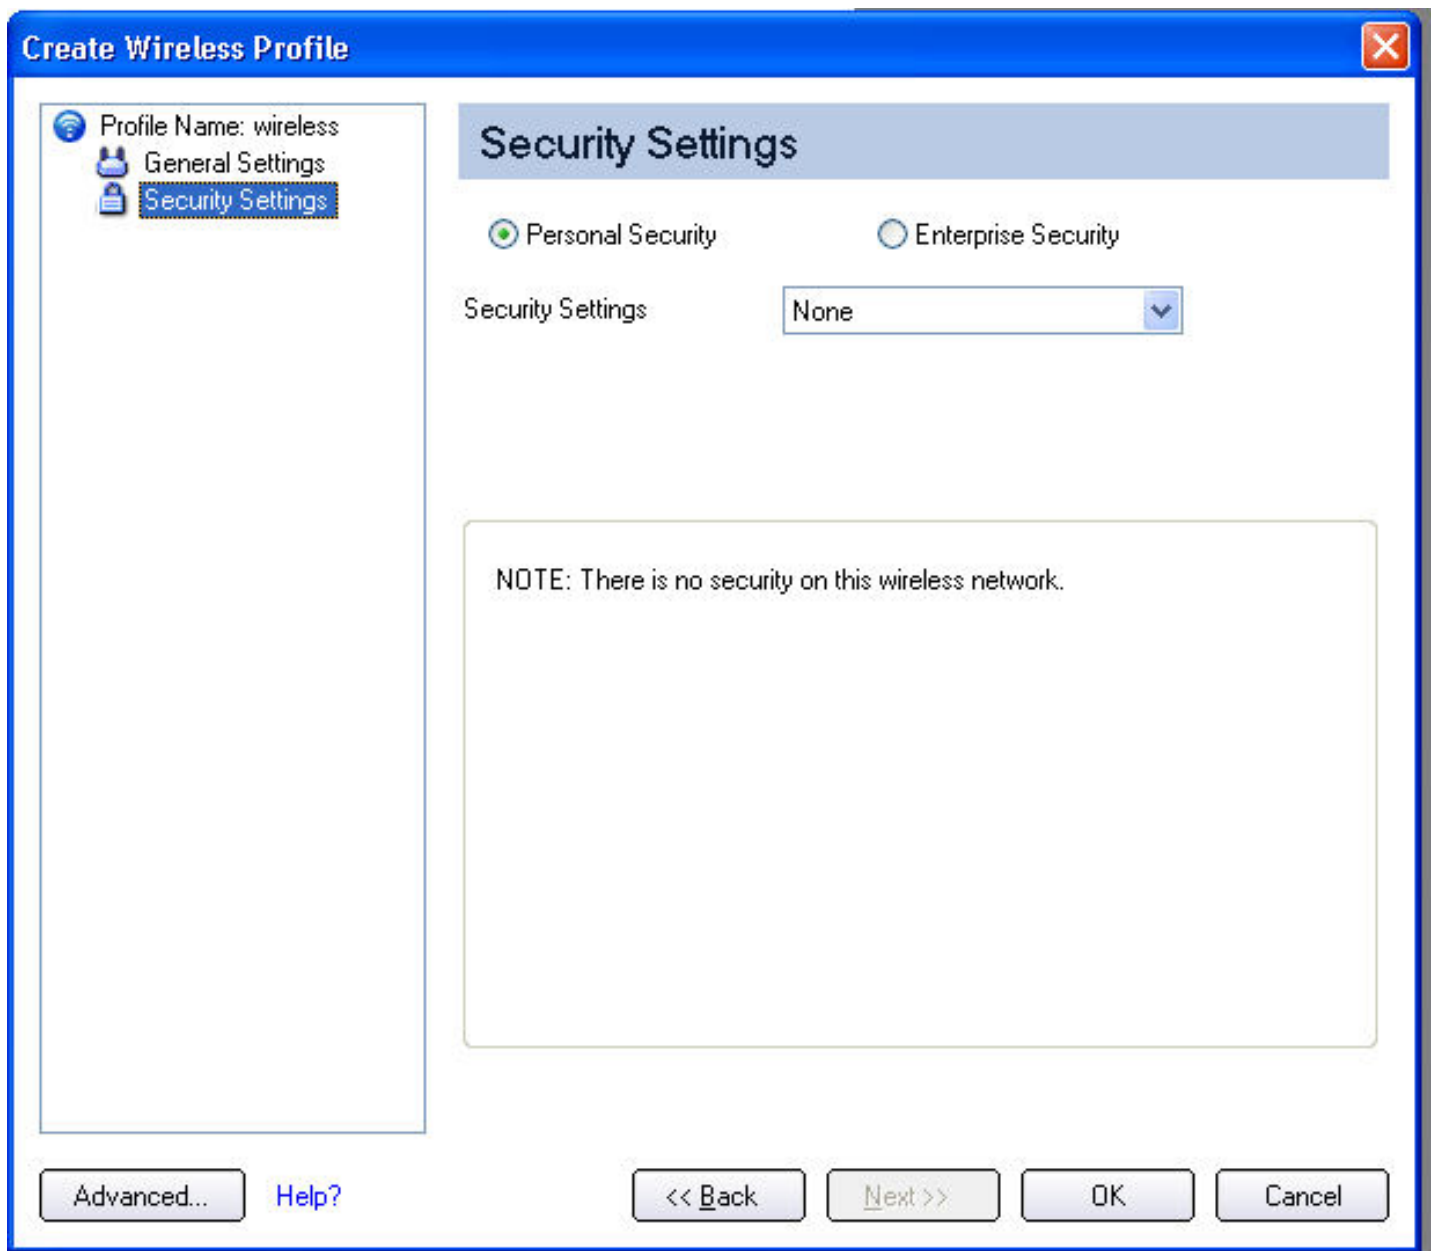 Create Wireless Profile
Profile Name: wireless
General Settings
Security Settings
Security Settings
Personal Security
Enterprise Security
Security Settings
None
NOTE: There is no security on this wireless network.
Advanced...
Help?
<< Back
Next >>
OK
Cancel